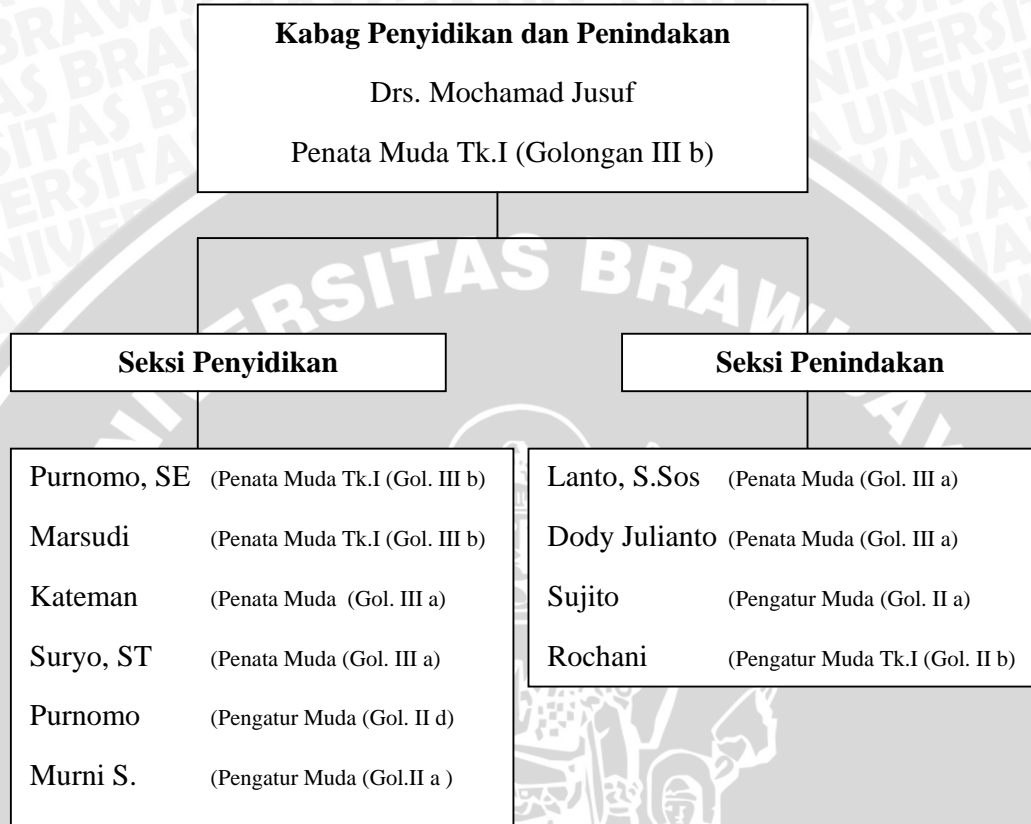 Kabag Penyidikan dan Penindakan
Drs. Mochamad Jusuf
Penata Muda Tk.I (Golongan III b)
UNIVERSITAS BRAWIJAYA
Seksi Penyidikan
Seksi Penindakan
Purnomo, SE (Penata Muda Tk.I (Gol. III b)
Marsudi (Penata Muda Tk.I (Gol. III b)
Kateman (Penata Muda (Gol. III a)
Suryo, ST (Penata Muda (Gol. III a)
Purnomo (Pengatur Muda (Gol. II d)
Murni S. (Pengatur Muda (Gol.II a )
Lanto, S.Sos (Penata Muda (Gol. III a)
Dody Julianto (Penata Muda (Gol. III a)
Sujito (Pengatur Muda (Gol. II a)
Rochani (Pengatur Muda Tk.I (Gol. II b)